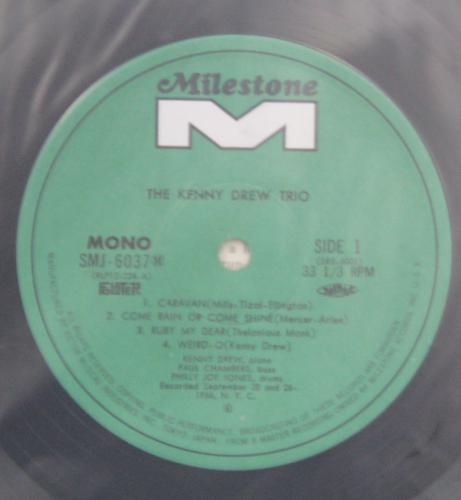 Milestone
M
THE KENNY DREW TRIO
MONO
SMJ-6037
SIDE 1
33 1/3 RPM
1. CARAVAN(Mills-Tizol-Ellington)
2. COME RAIN OR COME SHINE(Mercer-Arlen)
3. RUBY MY DEAR(Thelonious Monk)
4. WEIRD-O(Kenny Drew)
KENNY DREW, piano
PAUL CHAMBERS, bass
PHILLY JOE JONES, drums
Recorded September 20 and 26
1956, N. Y. C.